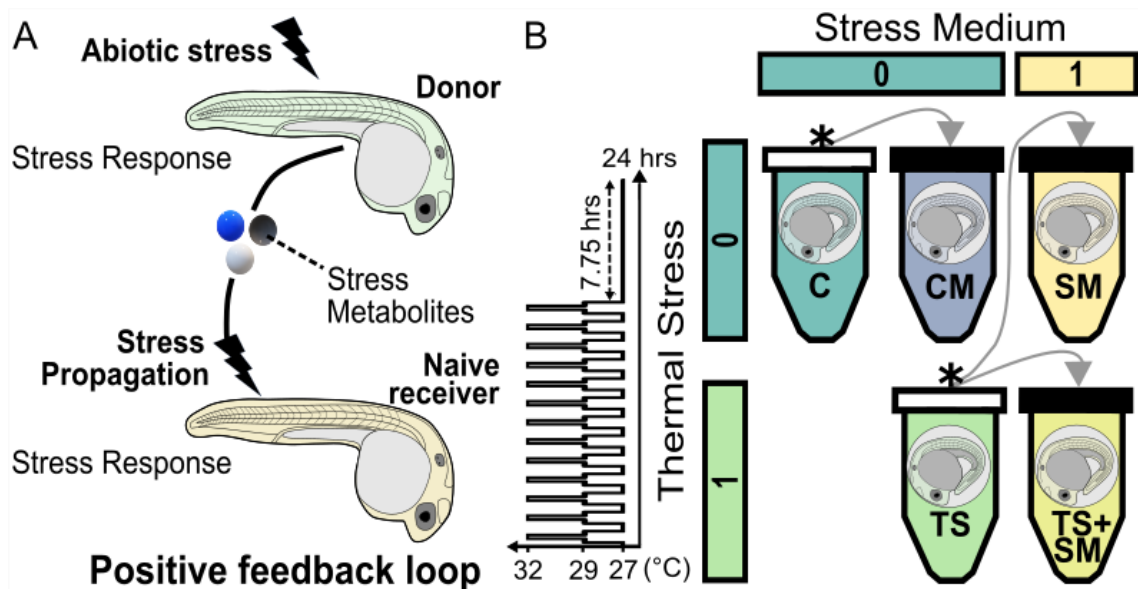 A
Abiotic stress
Donor
Stress Response
Stress
Metabolites
Stress
Propagation
Naive
receiver
Stress Response
Positive feedback loop
B
Stress Medium
0
1
24 hrs
7.75 hrs
Thermal Stress
0
1
*
C
CM
SM
*
TS
TS+
SM
32
29
27 (°C)